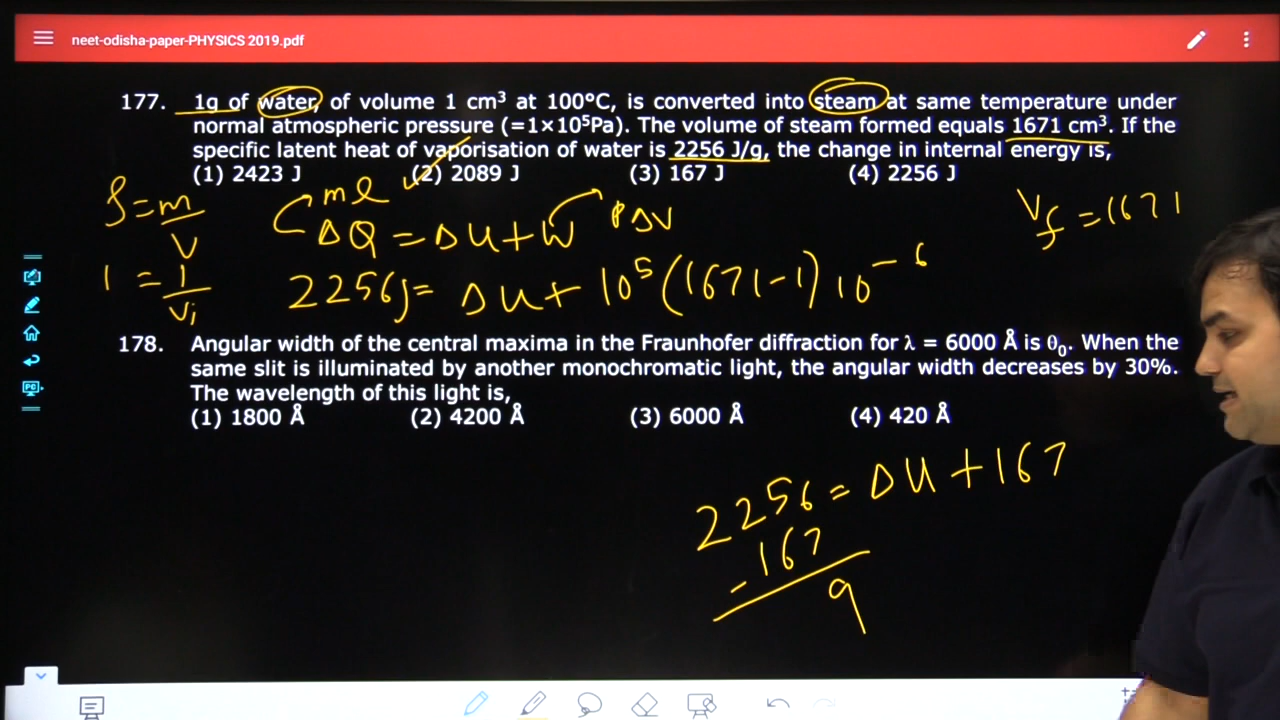 neet-odisha-paper-PHYSICS 2019.pdf
177. 1g of water, of volume 1 cm³ at 100°C, is converted into steam at same temperature under
normal atmospheric pressure (=1×10⁵Pa). The volume of steam formed equals 1671 cm³. If the
specific latent heat of vaporisation of water is 2256 J/g, the change in internal energy is,
(1) 2423 J (2) 2089 J (3) 167 J (4) 2256 J
ml
ρ = m/V
ΔQ = ΔU + W PΔV
Vf = 1671
1 = 1/Vi
2256J = ΔU + 10⁵(1671-1)10⁻⁶
178. Angular width of the central maxima in the Fraunhofer diffraction for λ = 6000 Å is θ₀. When the
same slit is illuminated by another monochromatic light, the angular width decreases by 30%.
The wavelength of this light is,
(1) 1800 Å (2) 4200 Å (3) 6000 Å (4) 420 Å
2256 = ΔU + 167
-167
9
PC